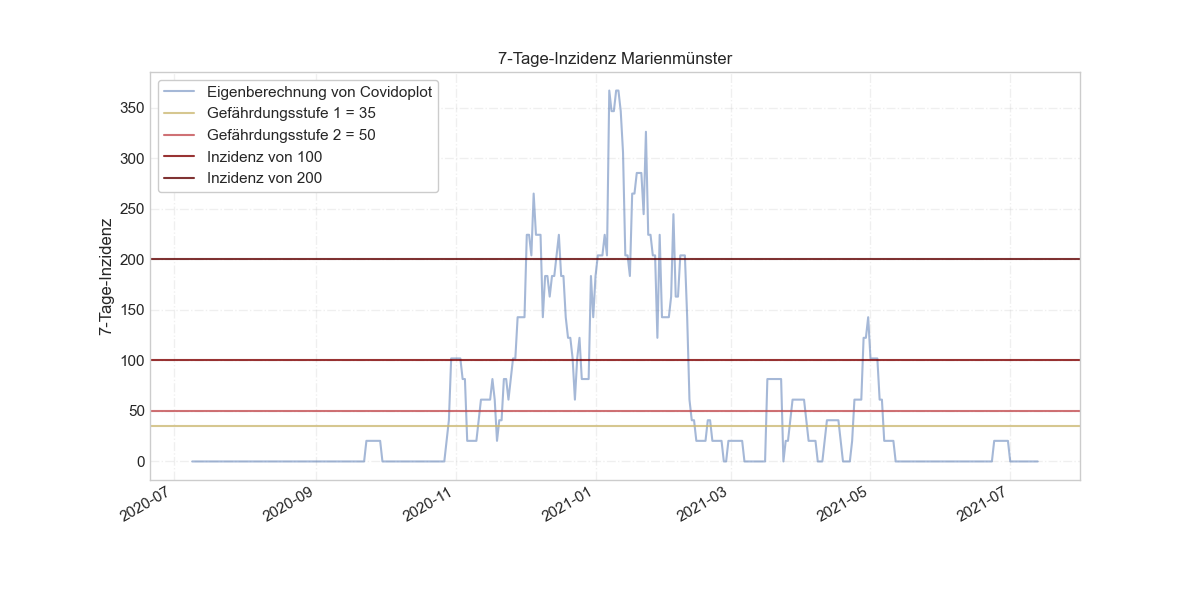 7-Tage-Inzidenz Marienmünster
Eigenberechnung von Covidoplot
Gefährdungsstufe 1 = 35
Gefährdungsstufe 2 = 50
Inzidenz von 100
Inzidenz von 200
7-Tage-Inzidenz
350
300
250
200
150
100
50
0
2020-07
2020-09
2020-11
2021-01
2021-03
2021-05
2021-07